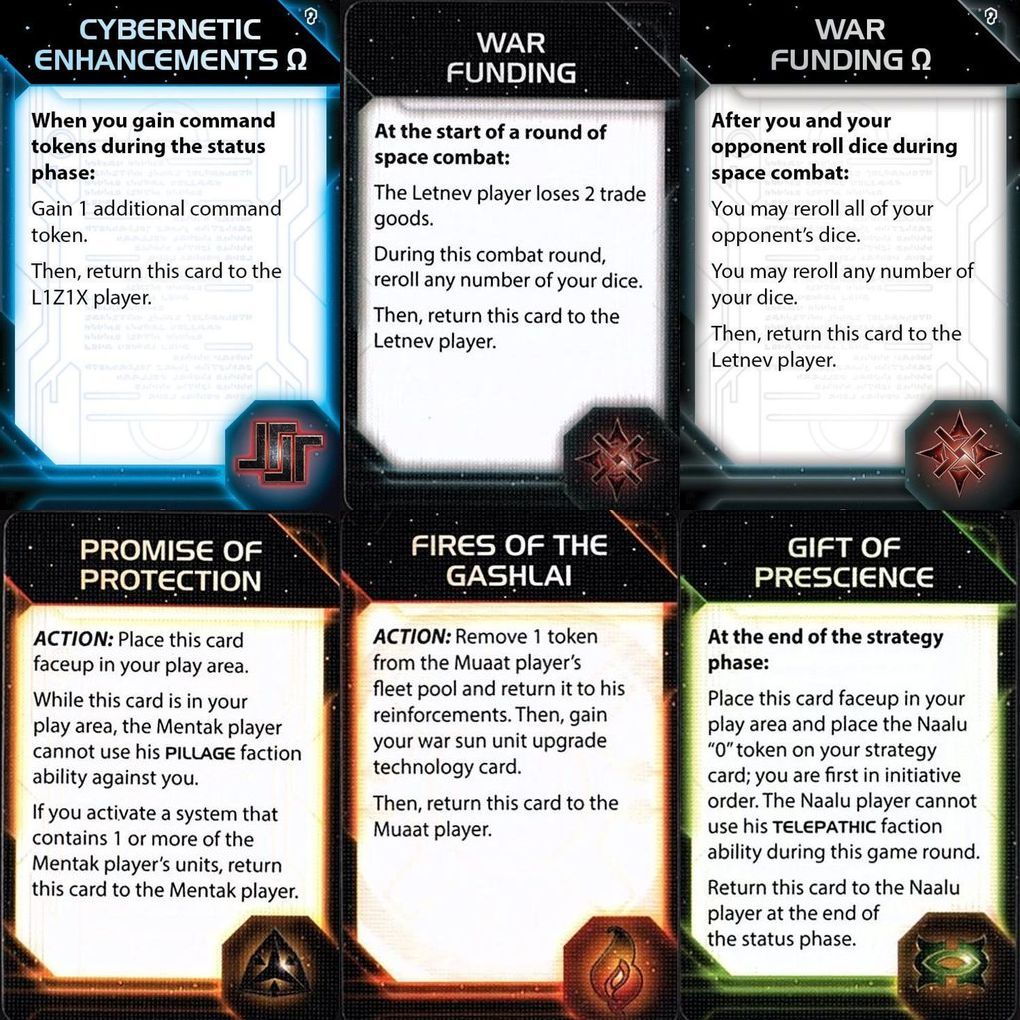 CYBERNETIC
ENHANCEMENTS Ω
When you gain command
tokens during the status
phase:
Gain 1 additional command
token.
Then, return this card to the
L1Z1X player.
WAR
FUNDING
At the start of a round of
space combat:
The Letnev player loses 2 trade
goods.
During this combat round,
reroll any number of your dice.
Then, return this card to the
Letnev player.
WAR
FUNDING Ω
After you and your
opponent roll dice during
space combat:
You may reroll all of your
opponent's dice.
You may reroll any number of
your dice.
Then, return this card to the
Letnev player.
PROMISE OF
PROTECTION
ACTION: Place this card
faceup in your play area.
While this card is in your
play area, the Mentak player
cannot use his PILLAGE faction
ability against you.
If you activate a system that
contains 1 or more of the
Mentak player's units, return
this card to the Mentak player.
FIRES OF THE
GASHLAI
ACTION: Remove 1 token
from the Muaat player's
fleet pool and return it to his
reinforcements. Then, gain
your war sun unit upgrade
technology card.
Then, return this card to the
Muaat player.
GIFT OF
PRESCIENCE
At the end of the strategy
phase:
Place this card faceup in your
play area and place the Naalu
"0" token on your strategy
card; you are first in initiative
order. The Naalu player cannot
use his TELEPATHIC faction
ability during this game round.
Return this card to the Naalu
player at the end of
the status phase.